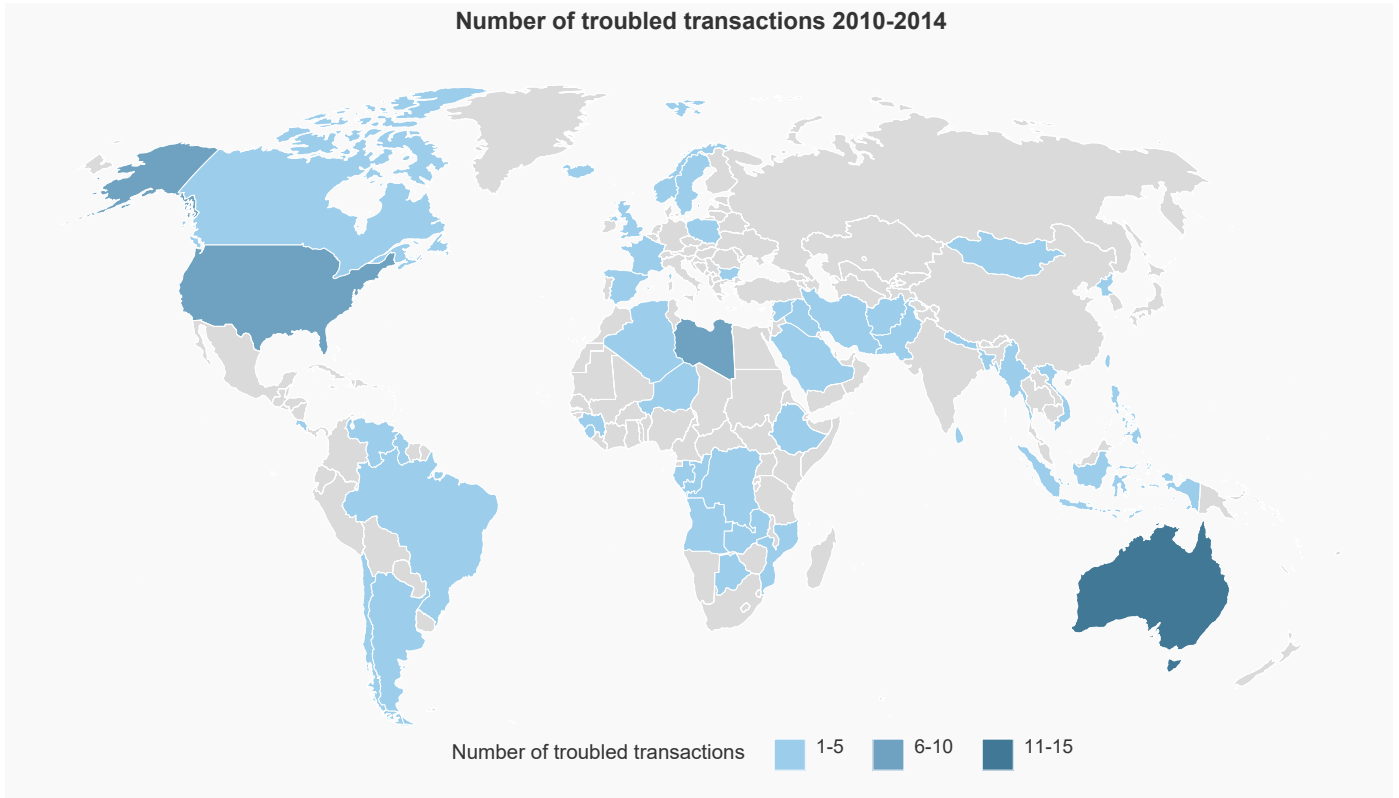 Number of troubled transactions 2010-2014
Number of troubled transactions 1-5 6-10 11-15